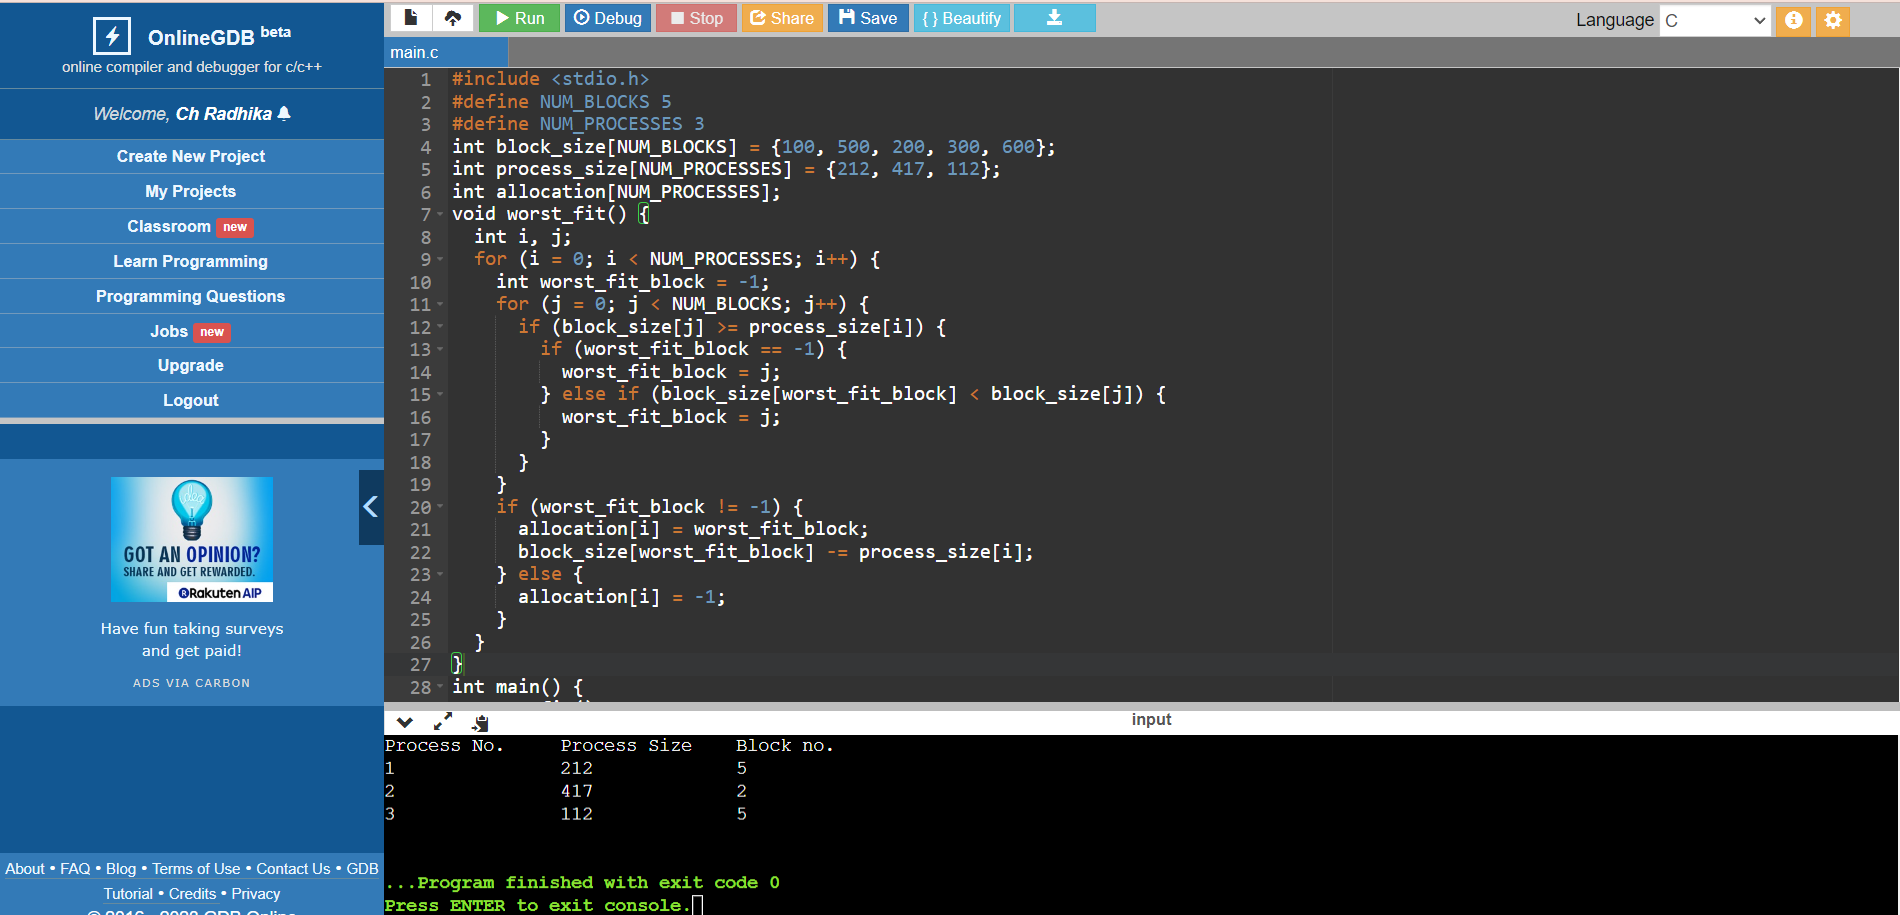 OnlineGDB beta
online compiler and debugger for c/c++
Welcome, Ch Radhika
Create New Project
My Projects
Classroom new
Learn Programming
Programming Questions
Jobs new
Upgrade
Logout
idea
GOT AN OPINION?
SHARE AND GET REWARDED.
Rakuten AIP
Have fun taking surveys
and get paid!
ADS VIA CARBON
About • FAQ • Blog • Terms of Use • Contact Us • GDB
Tutorial • Credits • Privacy
Run Debug Stop Share Save { } Beautify
Language C
main.c
1 #include <stdio.h>
2 #define NUM_BLOCKS 5
3 #define NUM_PROCESSES 3
4 int block_size[NUM_BLOCKS] = {100, 500, 200, 300, 600};
5 int process_size[NUM_PROCESSES] = {212, 417, 112};
6 int allocation[NUM_PROCESSES];
7 void worst_fit() {
8 int i, j;
9 for (i = 0; i < NUM_PROCESSES; i++) {
10 int worst_fit_block = -1;
11 for (j = 0; j < NUM_BLOCKS; j++) {
12 if (block_size[j] >= process_size[i]) {
13 if (worst_fit_block == -1) {
14 worst_fit_block = j;
15 } else if (block_size[worst_fit_block] < block_size[j]) {
16 worst_fit_block = j;
17 }
18 }
19 }
20 if (worst_fit_block != -1) {
21 allocation[i] = worst_fit_block;
22 block_size[worst_fit_block] -= process_size[i];
23 } else {
24 allocation[i] = -1;
25 }
26 }
27 }
28 int main() {
input
Process No. Process Size Block no.
1 212 5
2 417 2
3 112 5
...Program finished with exit code 0
Press ENTER to exit console.